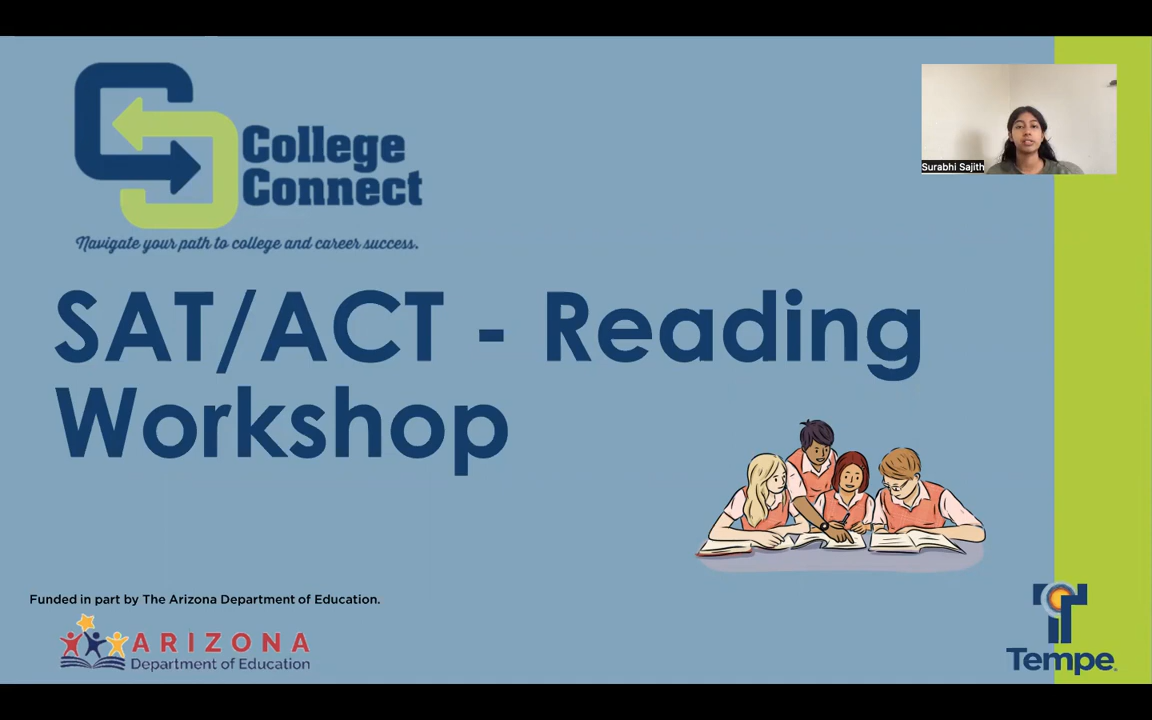 College
Connect
Navigate your path to college and career success.
Surabhi Sajith
SAT/ACT - Reading
Workshop
Funded in part by The Arizona Department of Education.
ARIZONA
Department of Education
Tempe